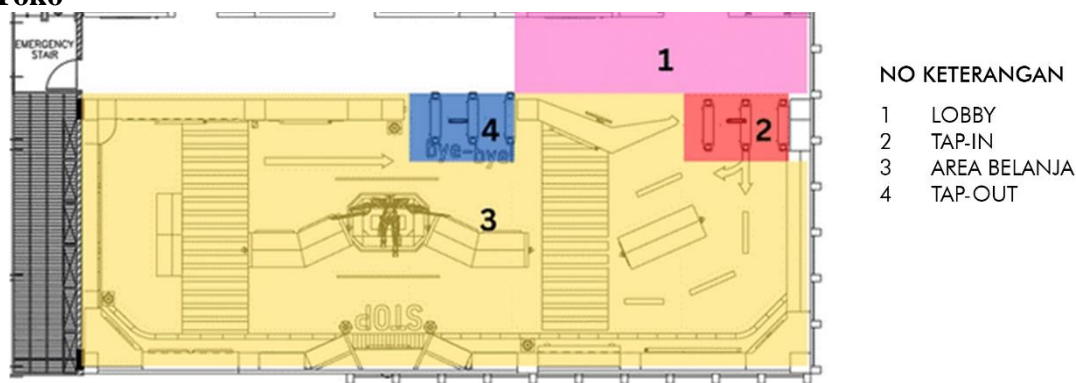 Toko
EMERGENCY
STAIR
1
2
4
Bye-bye!
3
STOP
NO KETERANGAN
1 LOBBY
2 TAP-IN
3 AREA BELANJA
4 TAP-OUT